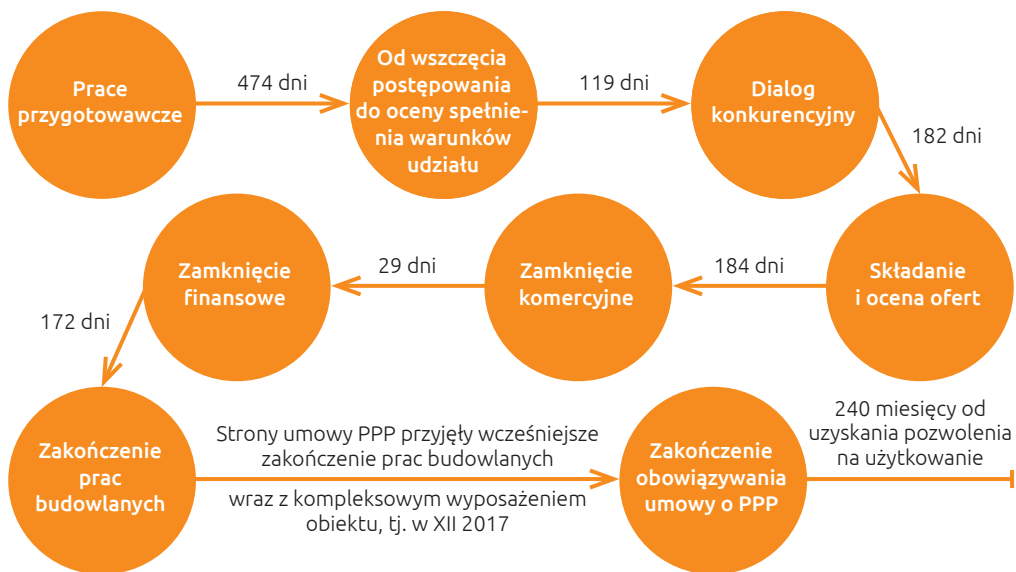 Prace
przygotowawcze
474 dni
Od wszczęcia
postępowania
do oceny spełnie-
nia warunków
udziału
119 dni
Dialog
konkurencyjny
182 dni
Składanie
i ocena ofert
184 dni
Zamknięcie
komercyjne
29 dni
Zamknięcie
finansowe
172 dni
Zakończenie
prac
budowlanych
Strony umowy PPP przyjęły wcześniejsze
zakończenie prac budowlanych
wraz z kompleksowym wyposażeniem
obiektu, tj. w XII 2017
Zakończenie
obowiązywania
umowy o PPP
240 miesięcy od
uzyskania pozwolenia
na użytkowanie